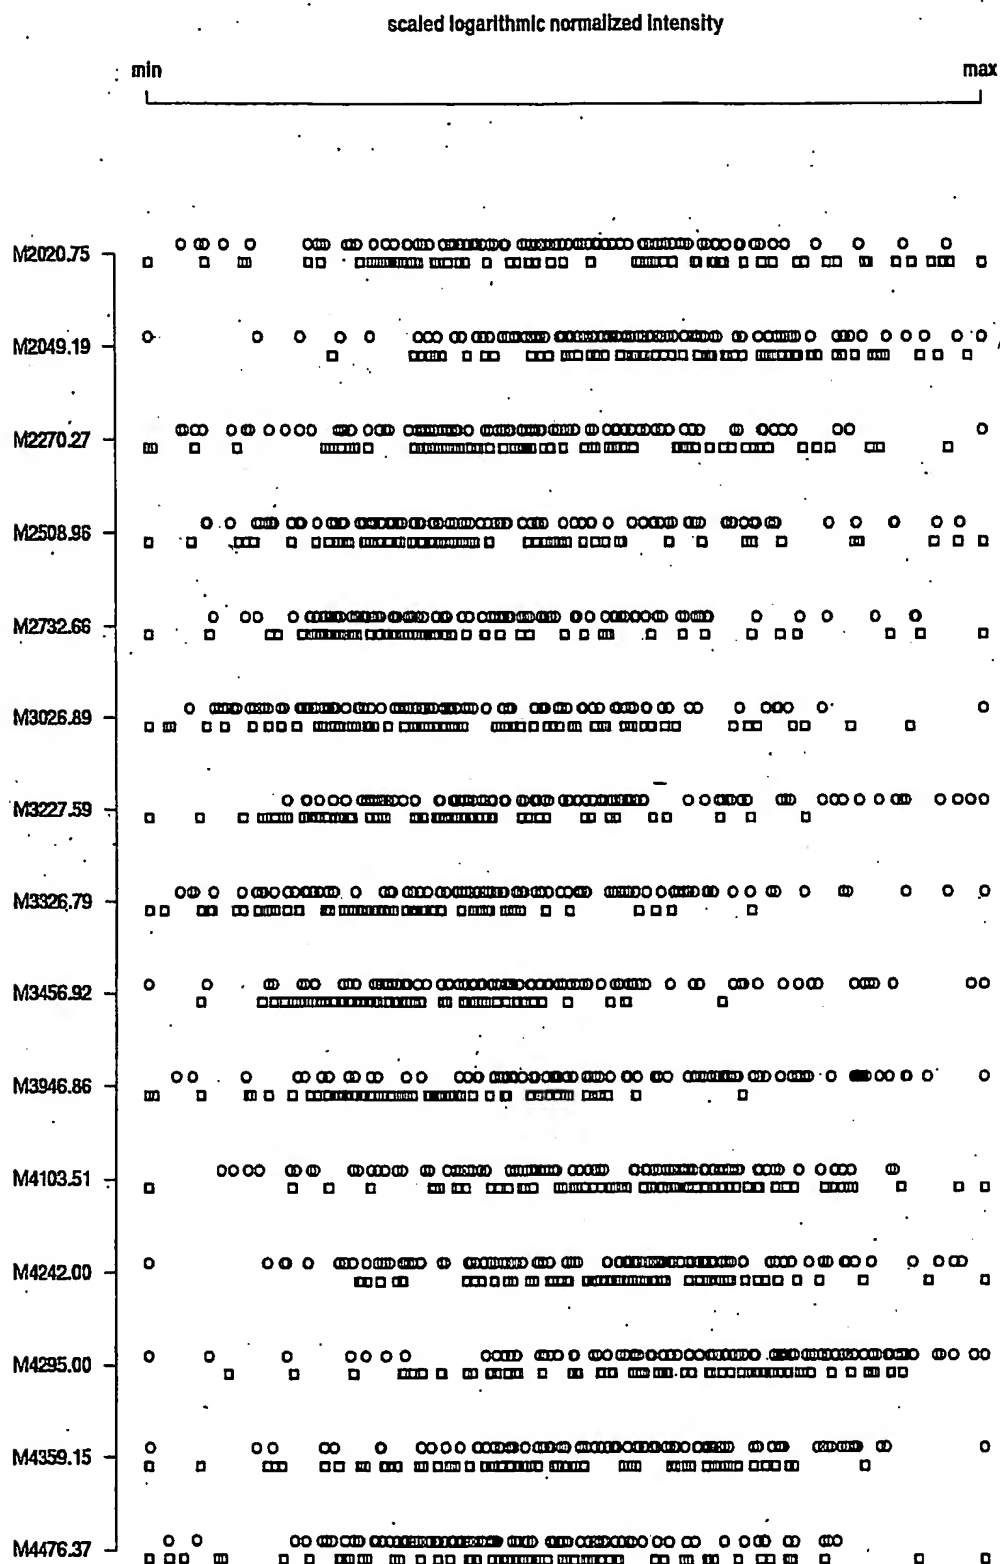 scaled logarithmic normalized intensity
min max
M2020.75
M2049.19
M2270.27
M2508.96
M2732.66
M3026.89
M3227.59
M3326.79
M3456.92
M3946.86
M4103.51
M4242.00
M4295.00
M4359.15
M4476.37